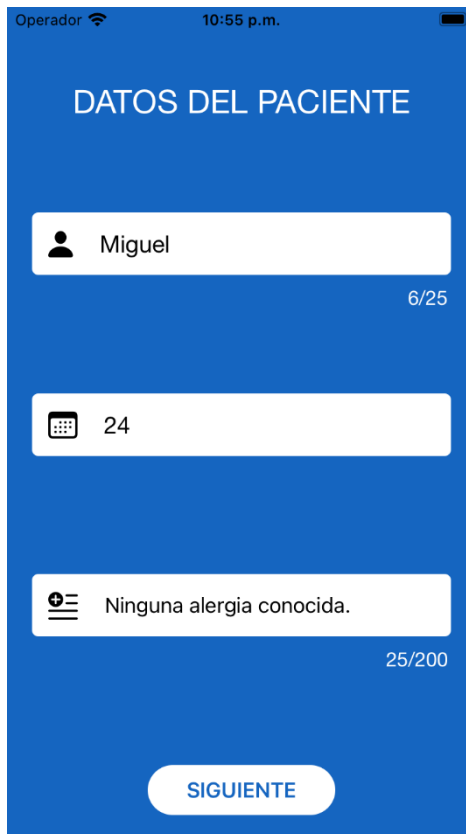 Operador 10:55 p.m.
DATOS DEL PACIENTE
Miguel
6/25
24
Ninguna alergia conocida.
25/200
SIGUIENTE